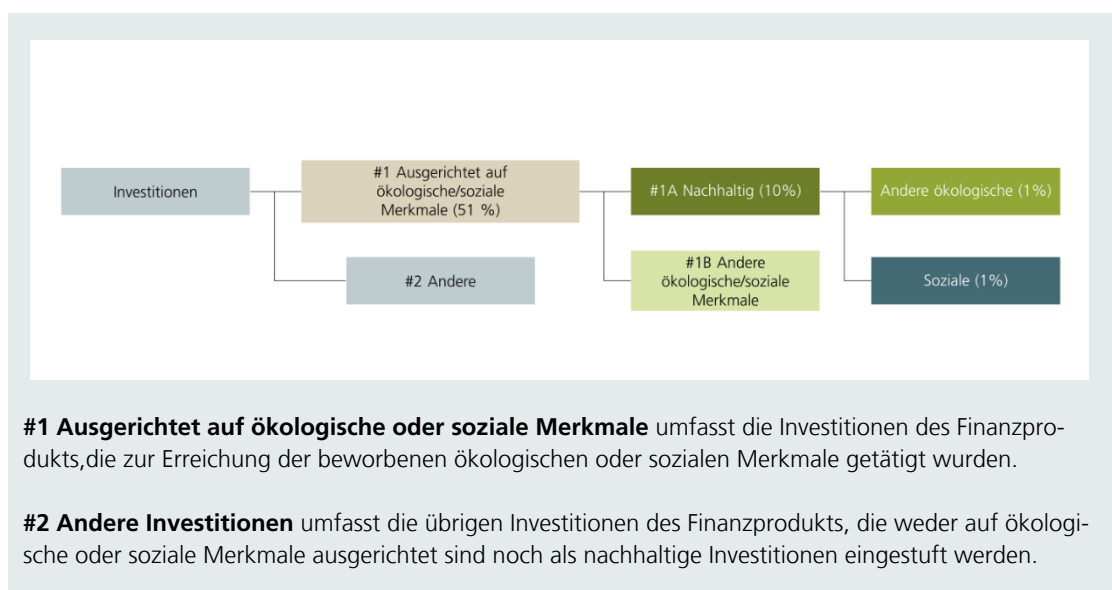 Investitionen
#1 Ausgerichtet auf
ökologische/soziale
Merkmale (51 %)
#2 Andere
#1A Nachhaltig (10%)
#1B Andere
ökologische/soziale
Merkmale
Andere ökologische (1%)
Soziale (1%)
#1 Ausgerichtet auf ökologische oder soziale Merkmale umfasst die Investitionen des Finanzpro-
dukts,die zur Erreichung der beworbenen ökologischen oder sozialen Merkmale getätigt wurden.
#2 Andere Investitionen umfasst die übrigen Investitionen des Finanzprodukts, die weder auf ökologi-
sche oder soziale Merkmale ausgerichtet sind noch als nachhaltige Investitionen eingestuft werden.